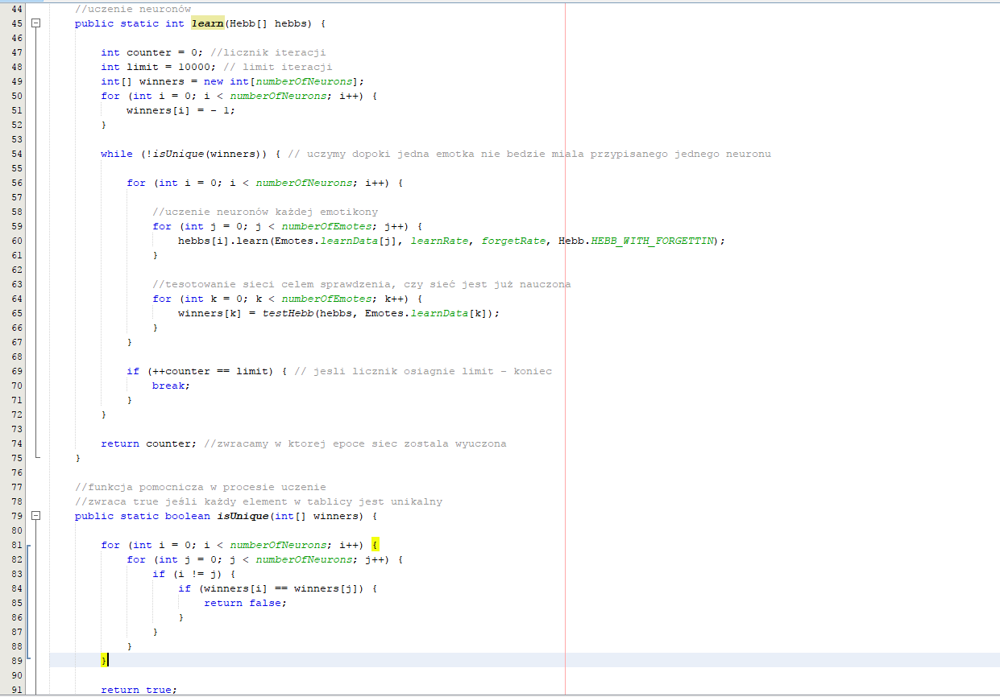 44 //uczenie neuronów
45 public static int learn(Hebb[] hebbs) {
46
47 int counter = 0; //licznik iteracji
48 int limit = 10000; // limit iteracji
49 int[] winners = new int[numberOfNeurons];
50 for (int i = 0; i < numberOfNeurons; i++) {
51 winners[i] = - 1;
52 }
53
54 while (!isUnique(winners)) { // uczymy dopoki jedna emotka nie bedzie miala przypisanego jednego neuronu
55
56 for (int i = 0; i < numberOfNeurons; i++) {
57
58 //uczenie neuronów każdej emotikony
59 for (int j = 0; j < numberOfEmotes; j++) {
60 hebbs[i].learn(Emotes.learnData[j], learnRate, forgetRate, Hebb.HEBB_WITH_FORGETTIN);
61 }
62
63 //tesotowanie sieci celem sprawdzenia, czy sieć jest już nauczona
64 for (int k = 0; k < numberOfEmotes; k++) {
65 winners[k] = testHebb(hebbs, Emotes.learnData[k]);
66 }
67 }
68
69 if (++counter == limit) { // jesli licznik osiagnie limit - koniec
70 break;
71 }
72 }
73
74 return counter; //zwracamy w ktorej epoce siec zostala wyuczona
75 }
76
77 //funkcja pomocnicza w procesie uczenie
78 //zwraca true jeśli każdy element w tablicy jest unikalny
79 public static boolean isUnique(int[] winners) {
80
81 for (int i = 0; i < numberOfNeurons; i++) {
82 for (int j = 0; j < numberOfNeurons; j++) {
83 if (i != j) {
84 if (winners[i] == winners[j]) {
85 return false;
86 }
87 }
88 }
89 }
90
91 return true;